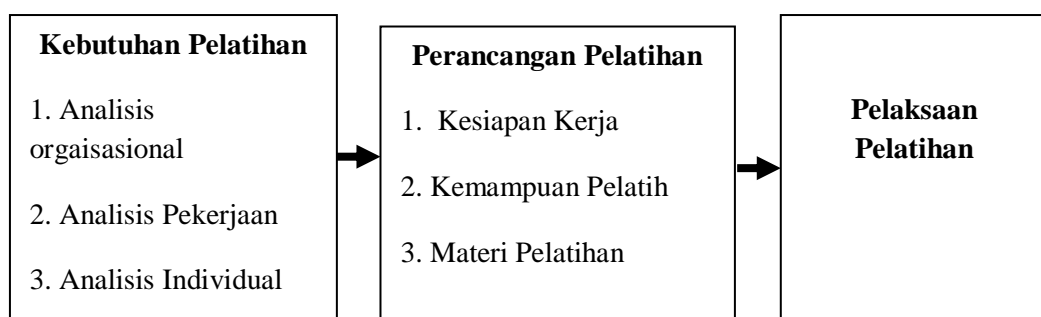 Kebutuhan Pelatihan
1. Analisis
orgaisasional
2. Analisis Pekerjaan
3. Analisis Individual
Perancangan Pelatihan
1. Kesiapan Kerja
2. Kemampuan Pelatih
3. Materi Pelatihan
Pelaksaan
Pelatihan